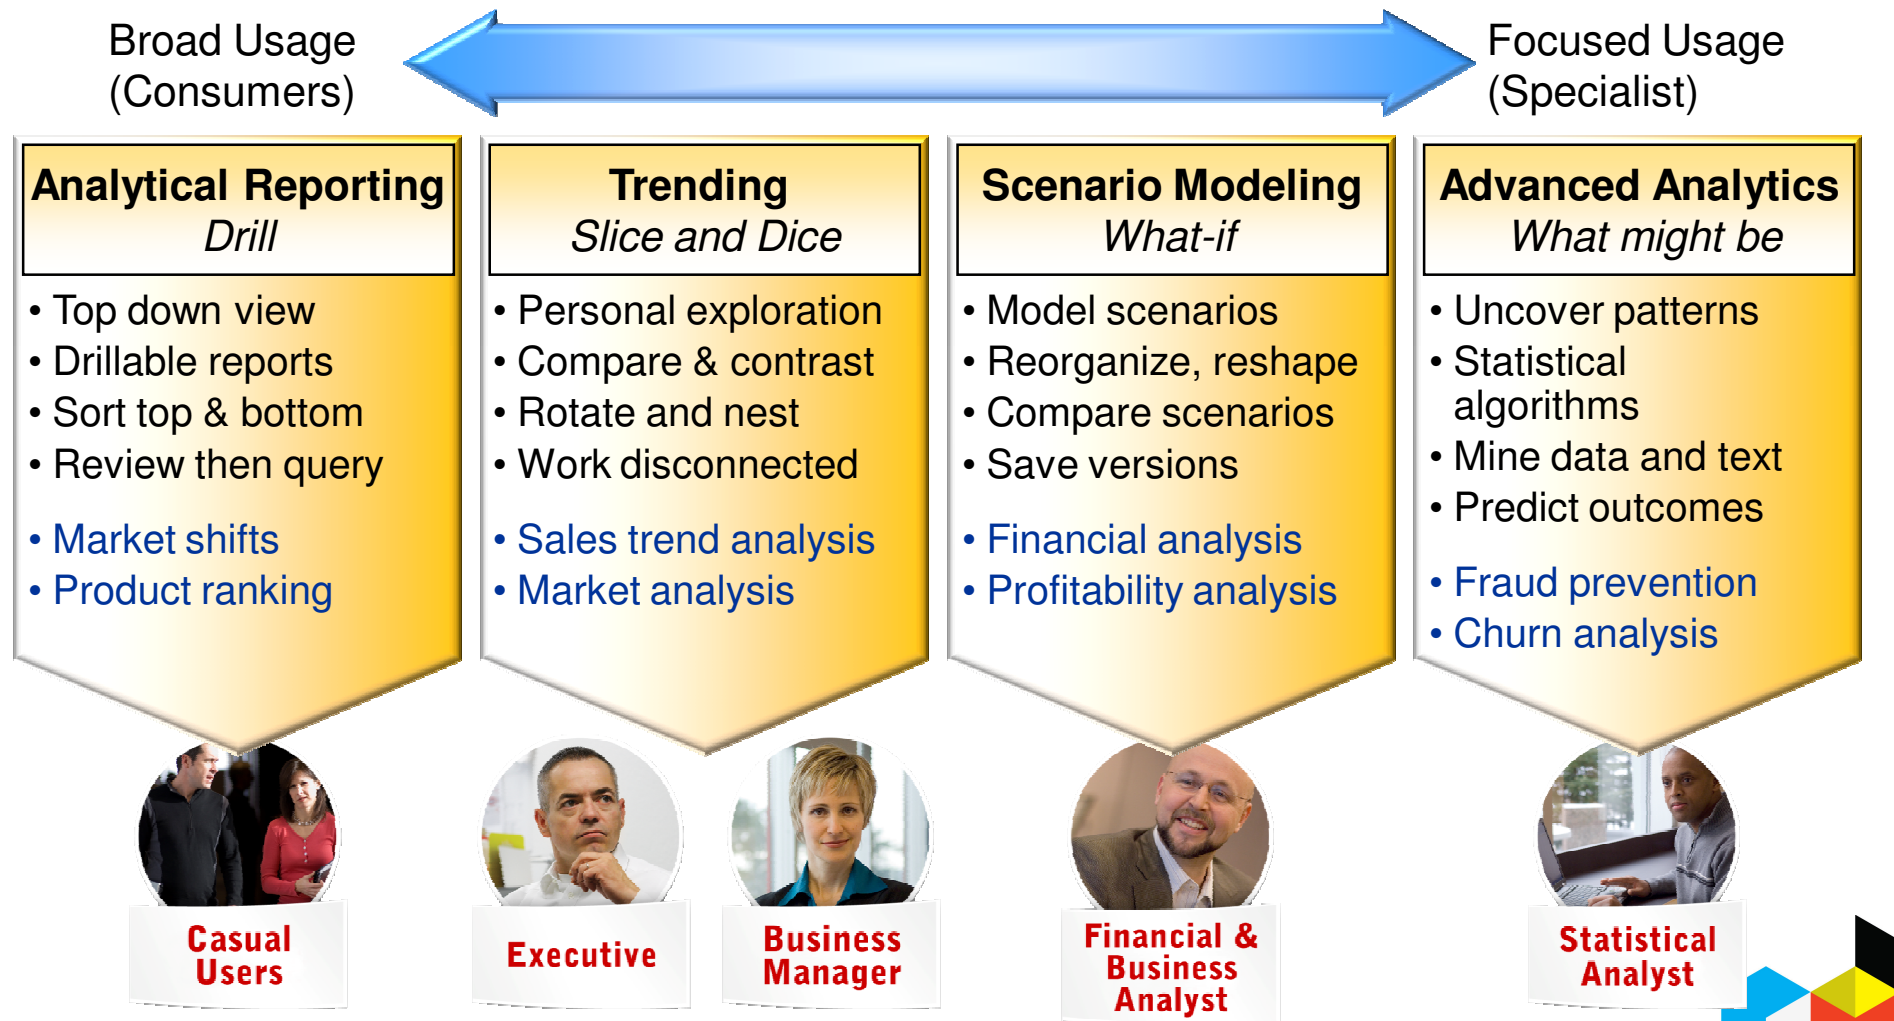 Broad Usage
(Consumers)
Focused Usage
(Specialist)
Analytical Reporting
Drill
• Top down view
• Drillable reports
• Sort top & bottom
• Review then query
• Market shifts
• Product ranking
Trending
Slice and Dice
• Personal exploration
• Compare & contrast
• Rotate and nest
• Work disconnected
• Sales trend analysis
• Market analysis
Scenario Modeling
What-if
• Model scenarios
• Reorganize, reshape
• Compare scenarios
• Save versions
• Financial analysis
• Profitability analysis
Advanced Analytics
What might be
• Uncover patterns
• Statistical
algorithms
• Mine data and text
• Predict outcomes
• Fraud prevention
• Churn analysis
Casual
Users
Executive
Business
Manager
Financial &
Business
Analyst
Statistical
Analyst